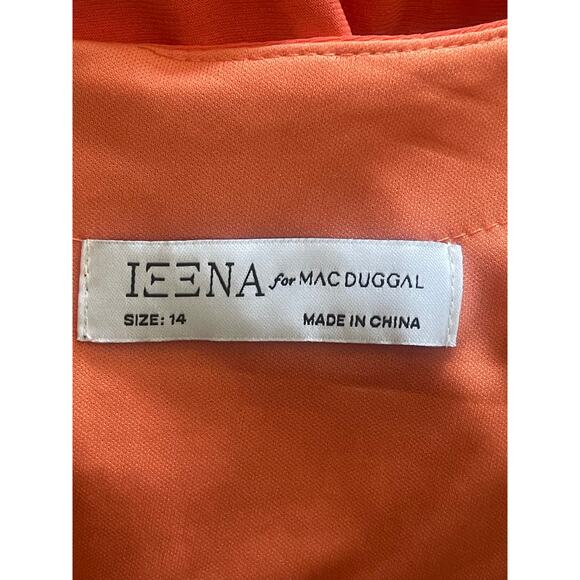 IEENA for MAC DUGGAL
SIZE: 14 MADE IN CHINA